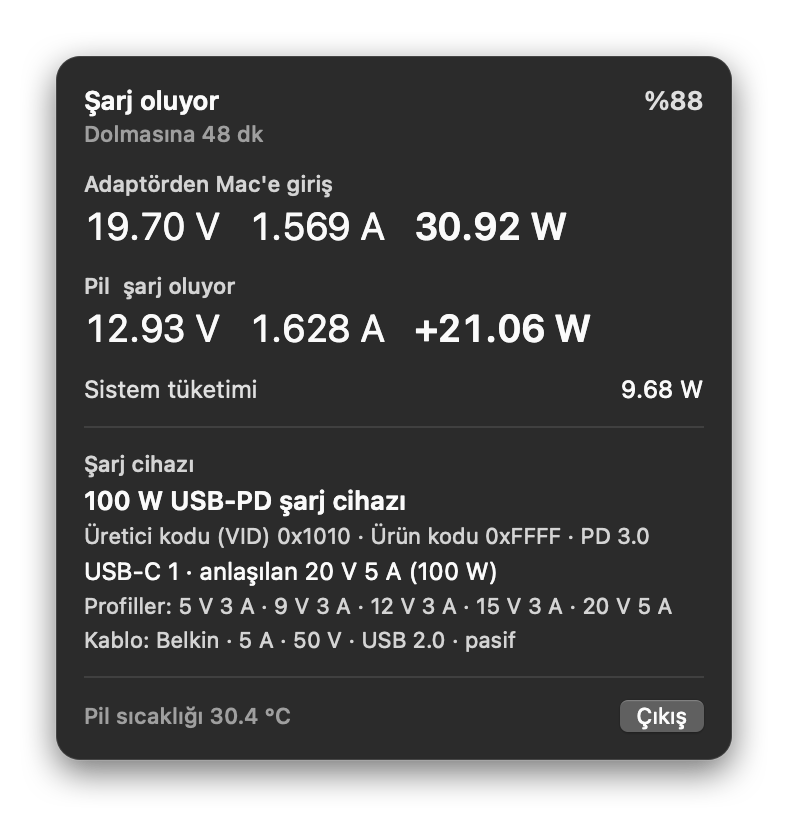 Şarj oluyor %88
Dolmasına 48 dk
Adaptörden Mac'e giriş
19.70 V 1.569 A 30.92 W
Pil şarj oluyor
12.93 V 1.628 A +21.06 W
Sistem tüketimi 9.68 W
Şarj cihazı
100 W USB-PD şarj cihazı
Üretici kodu (VID) 0x1010 · Ürün kodu 0xFFFF · PD 3.0
USB-C 1 · anlaşılan 20 V 5 A (100 W)
Profiller: 5 V 3 A · 9 V 3 A · 12 V 3 A · 15 V 3 A · 20 V 5 A
Kablo: Belkin · 5 A · 50 V · USB 2.0 · pasif
Pil sıcaklığı 30.4 °C Çıkış